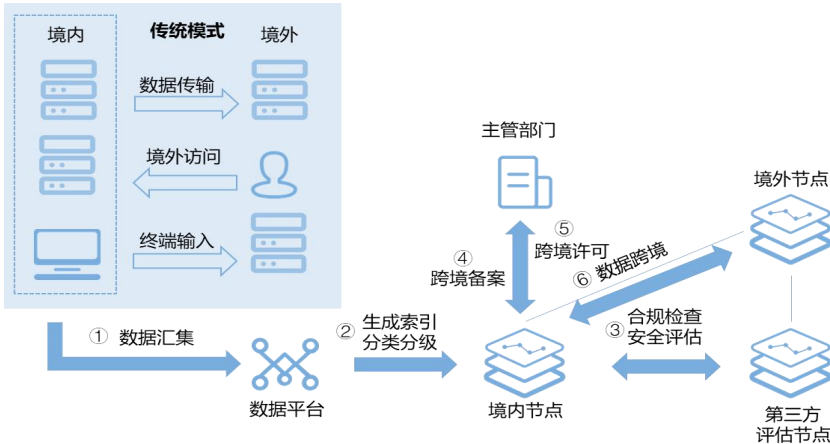 境内
传统模式
境外
数据传输
境外访问
终端输入
主管部门
境外节点
④
跨境备案
⑤
跨境许可
⑥ 数据跨境
① 数据汇集
② 生成索引
分类分级
③ 合规检查
安全评估
数据平台
境内节点
第三方
评估节点